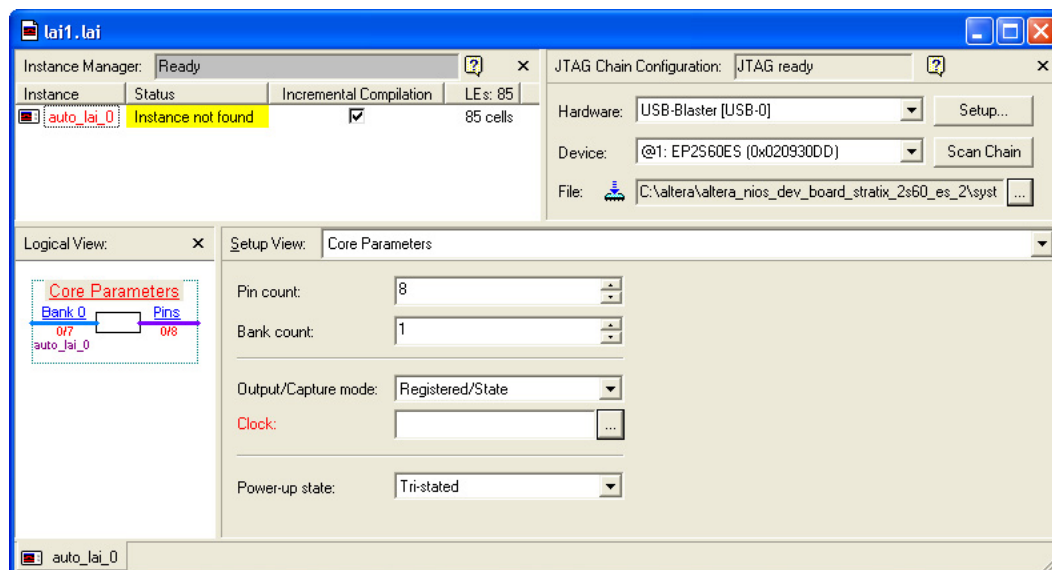 lai1.lai
Instance Manager: Ready
Instance Status Incremental Compilation LEs: 85
auto_lai_0 Instance not found 85 cells
JTAG Chain Configuration: JTAG ready
Hardware: USB-Blaster [USB-0] Setup...
Device: @1: EP2S60ES (0x020930DD) Scan Chain
File: C:\altera\altera_nios_dev_board_stratix_2s60_es_2\syst ...
Logical View:
Core Parameters
Bank 0 Pins
0/7 0/8
auto_lai_0
Setup View: Core Parameters
Pin count: 8
Bank count: 1
Output/Capture mode: Registered/State
Clock: ...
Power-up state: Tri-stated
auto_lai_0